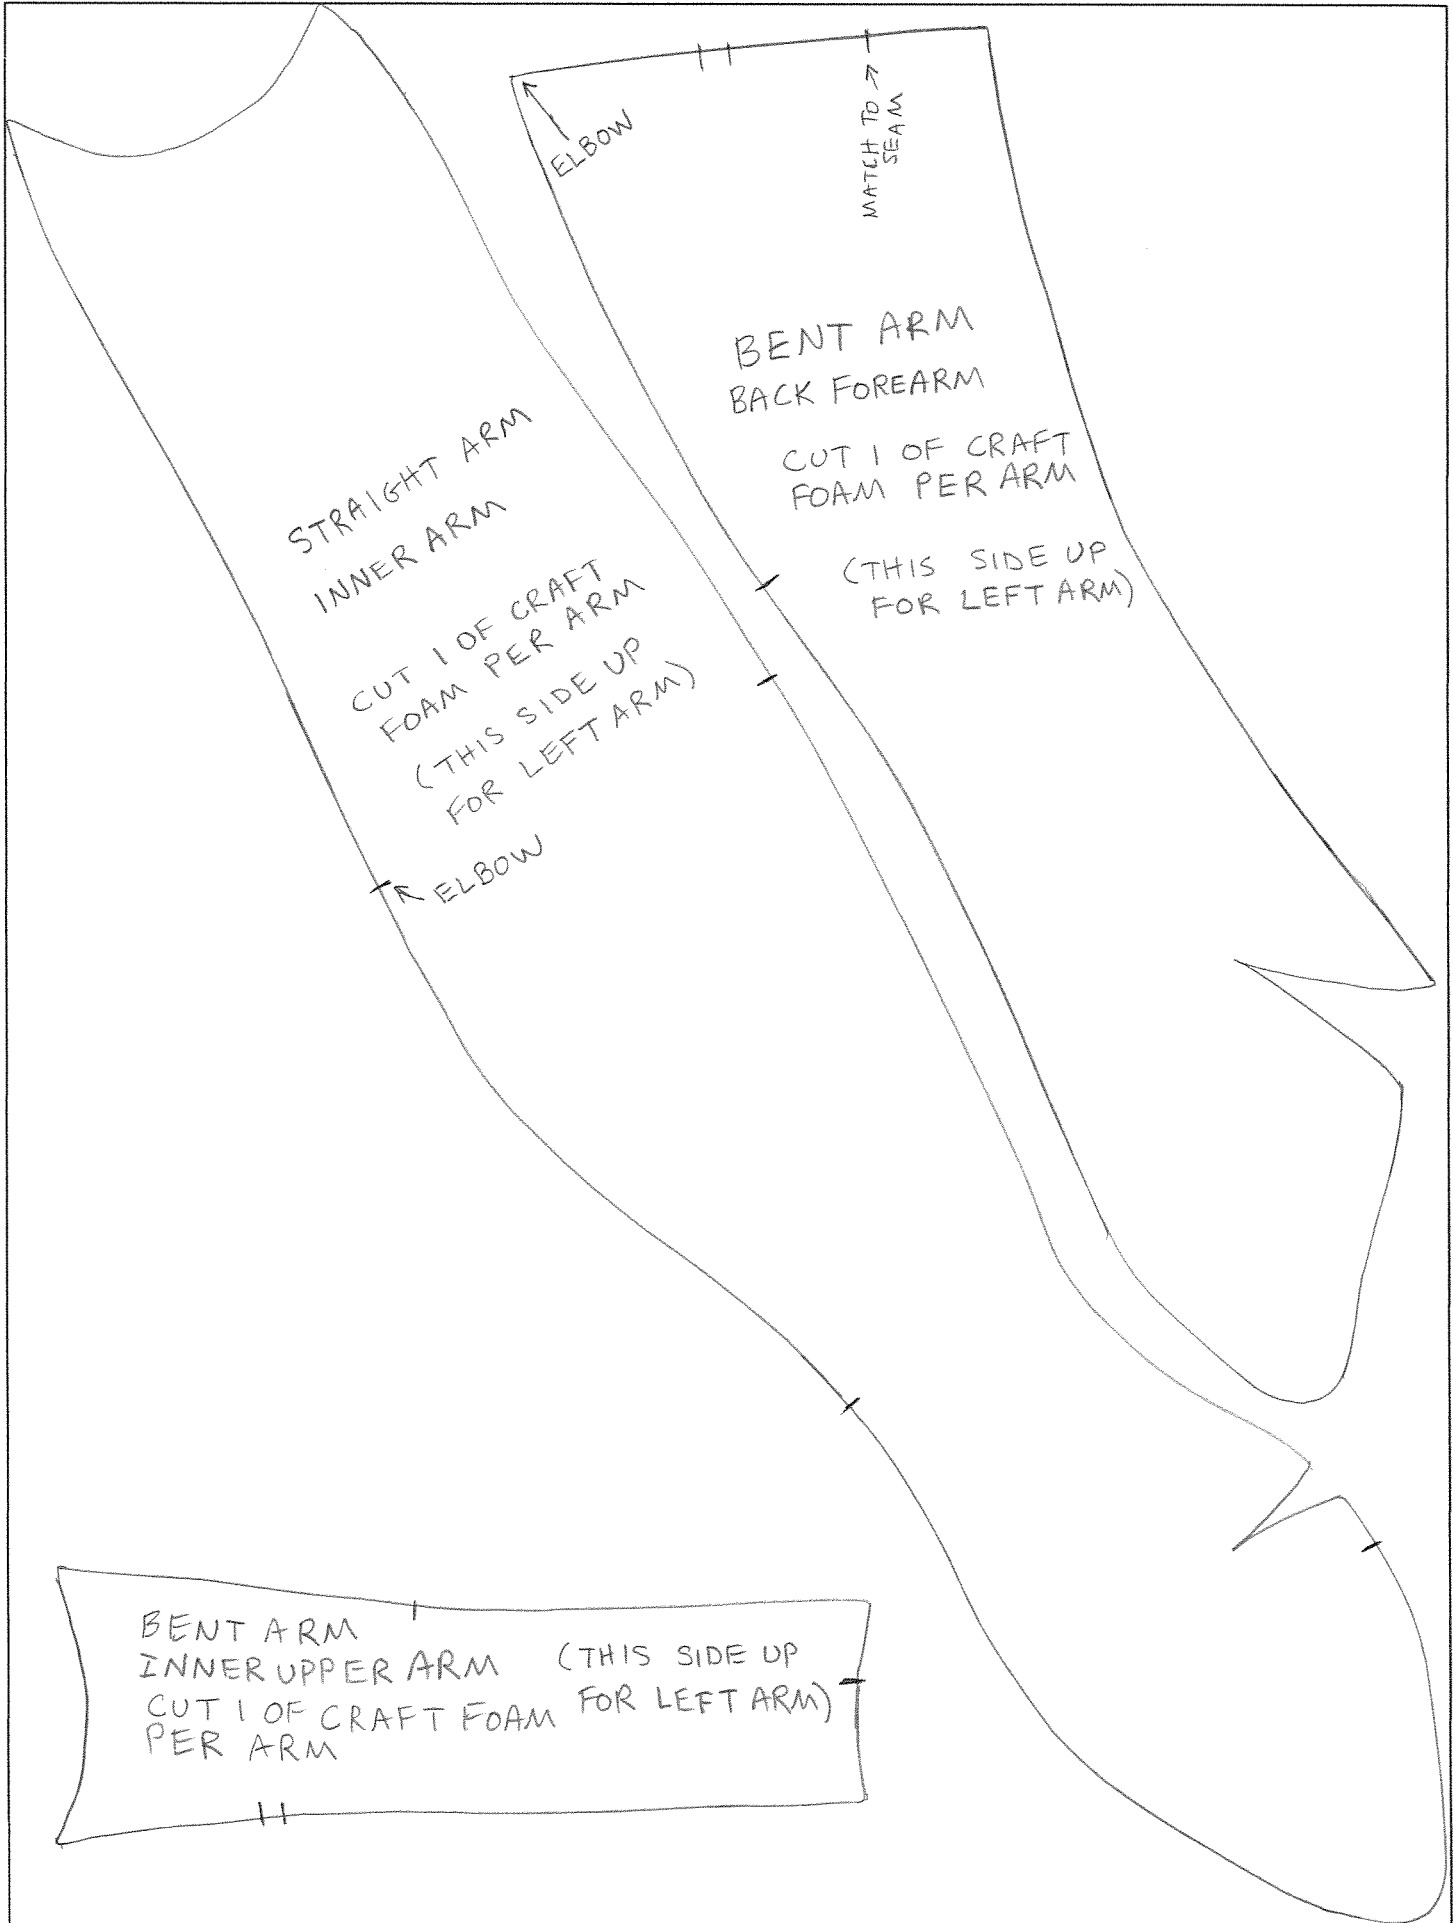 ELBOW
MATCH TO →
SEAM
BENT ARM
BACK FOREARM
CUT 1 OF CRAFT
FOAM PER ARM
(THIS SIDE UP
FOR LEFT ARM)
STRAIGHT ARM
INNER ARM
CUT 1 OF CRAFT
FOAM PER ARM
(THIS SIDE UP
FOR LEFT ARM)
ELBOW
BENT ARM
INNER UPPER ARM
CUT 1 OF CRAFT FOAM
PER ARM
(THIS SIDE UP
FOR LEFT ARM)